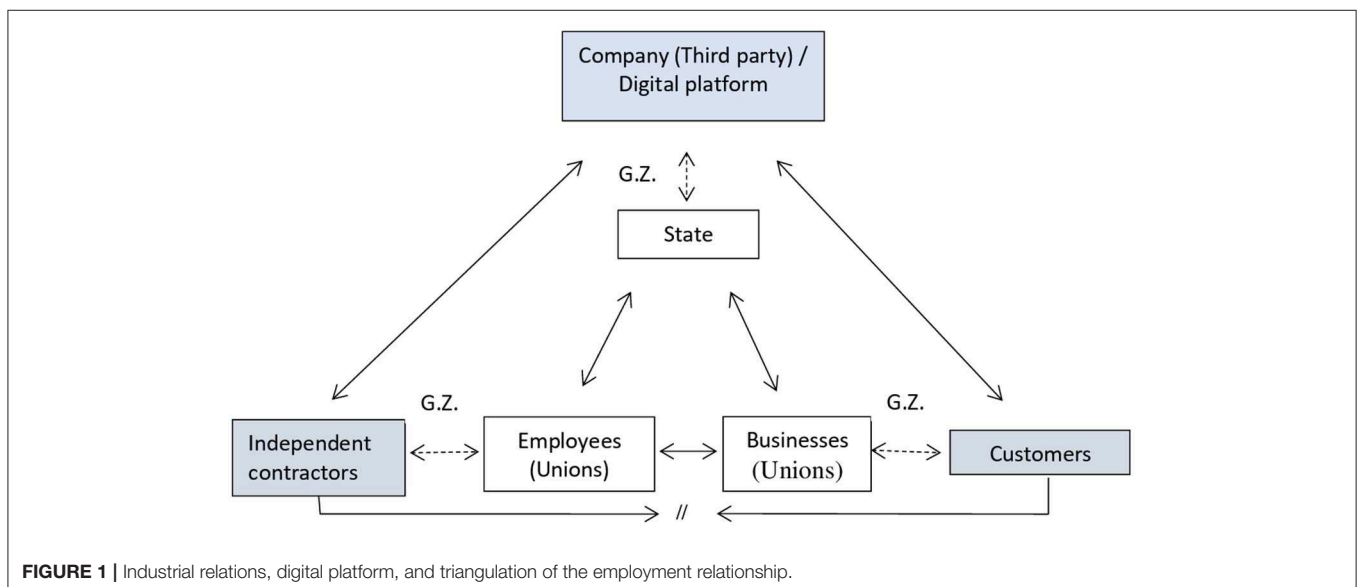 Company (Third party) /
Digital platform
G.Z.
State
G.Z.
G.Z.
Independent
contractors
Employees
(Unions)
Businesses
(Unions)
Customers
//
FIGURE 1 | Industrial relations, digital platform, and triangulation of the employment relationship.